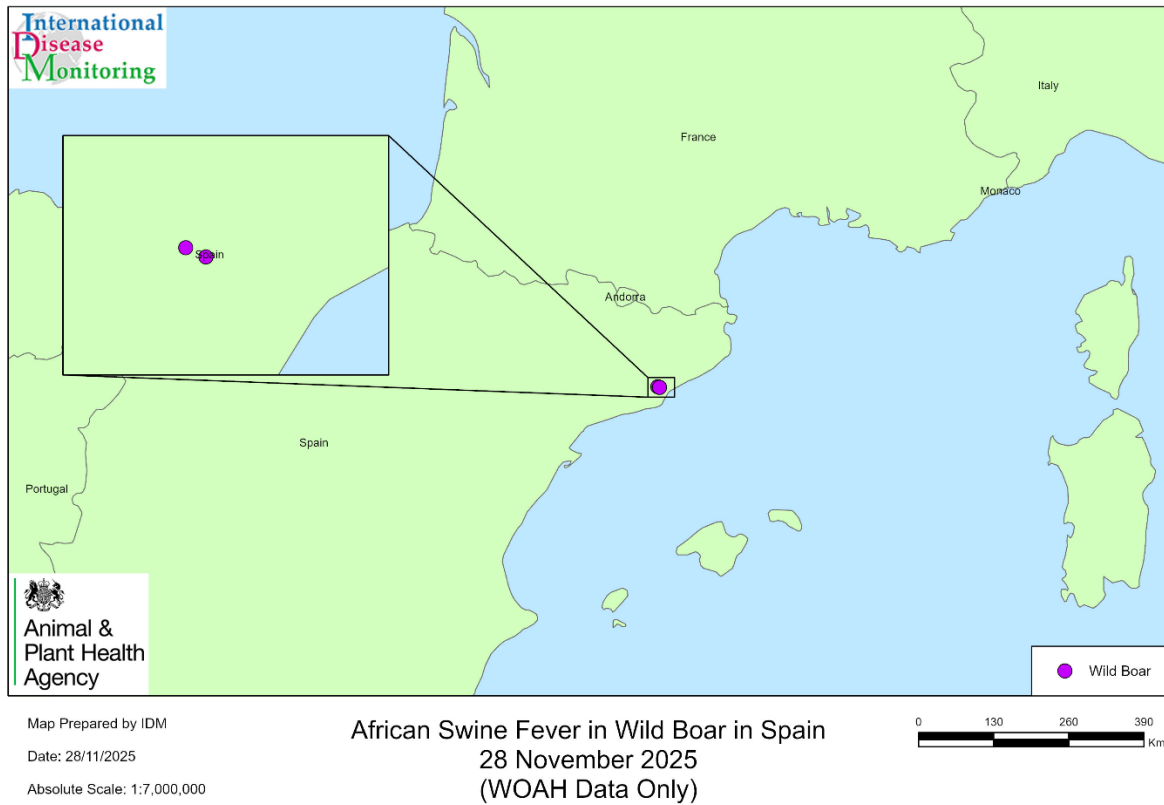 International
Disease
Monitoring
Italy
France
Monaco
Spain
Andorra
Spain
Portugal
Animal &
Plant Health
Agency
Wild Boar
Map Prepared by IDM
Date: 28/11/2025
Absolute Scale: 1:7,000,000
African Swine Fever in Wild Boar in Spain
28 November 2025
(WOAH Data Only)
0 130 260 390
Km